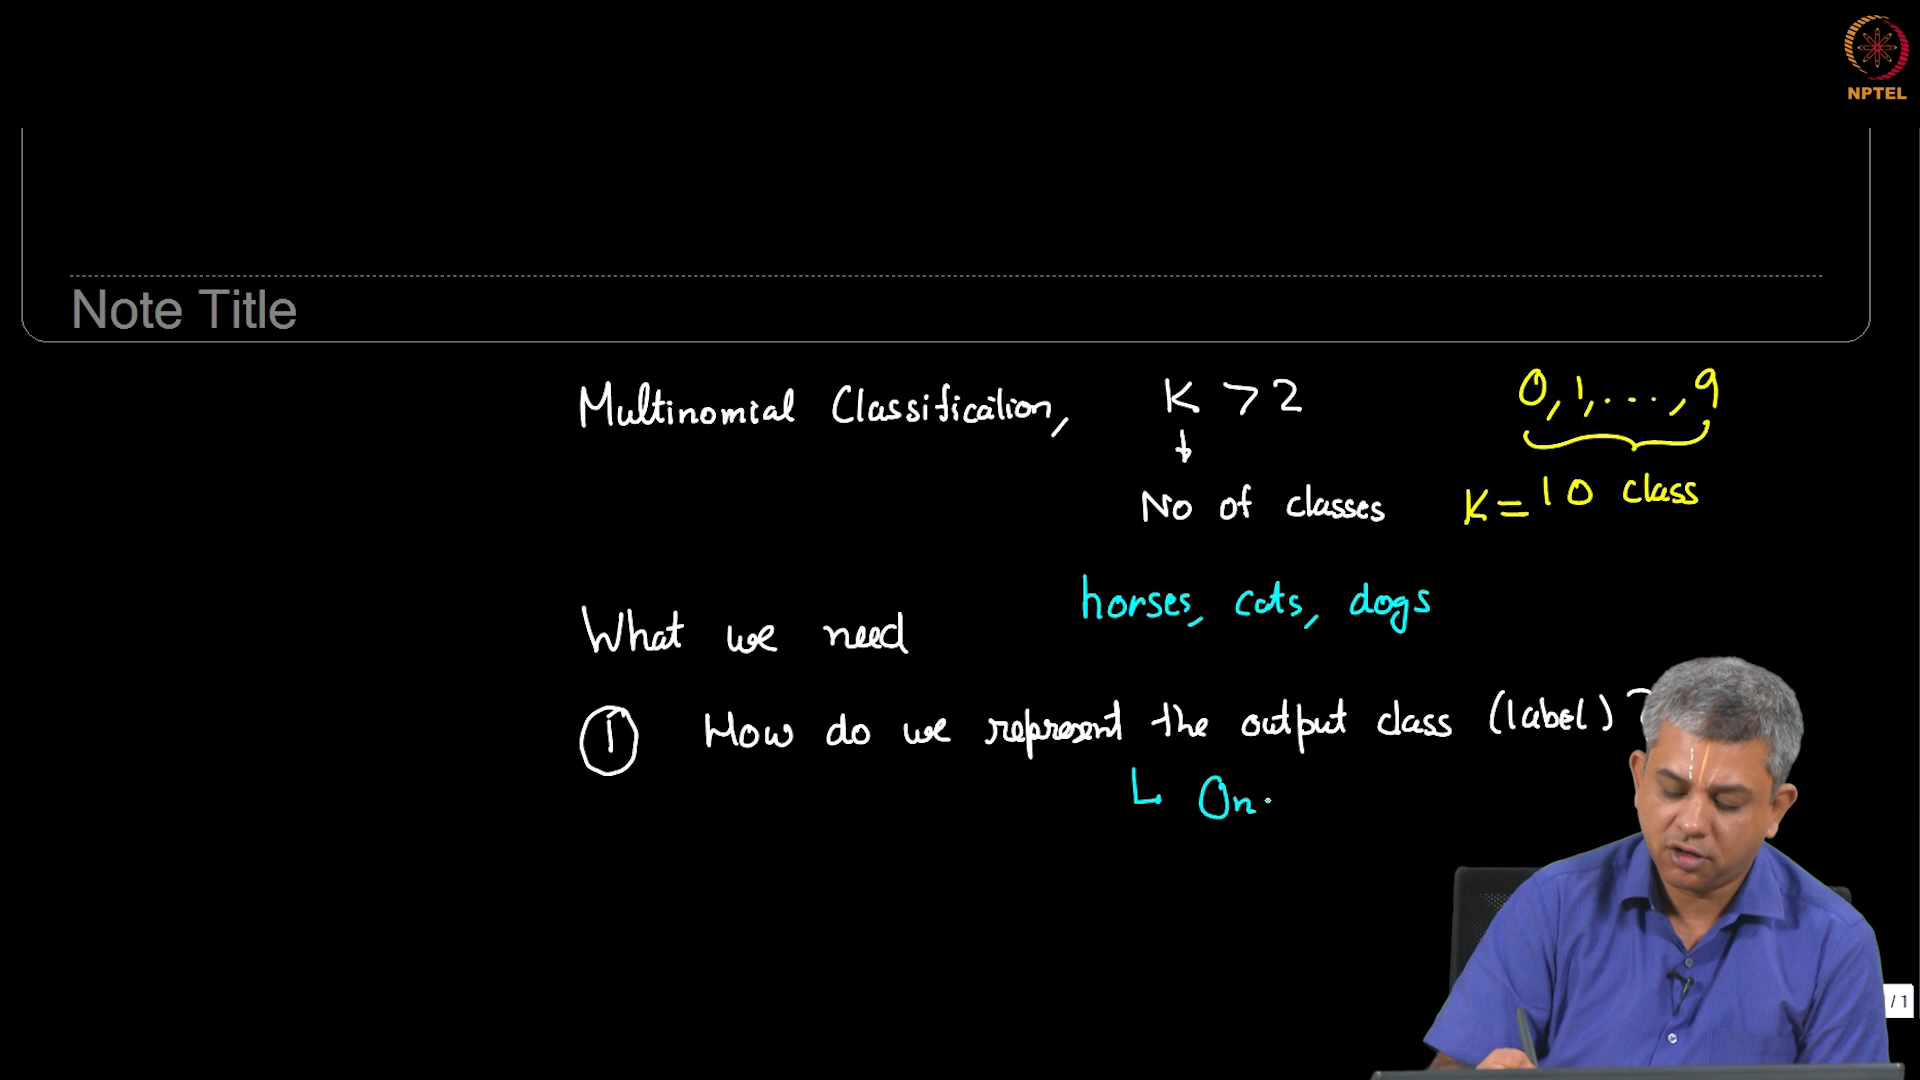 NPTEL
Note Title
Multinomial Classification, K > 2
0, 1, ..., 9
No of classes
K = 10 class
horses, cats, dogs
What we need
1 How do we represent the output class (label) ?
On
/ 1